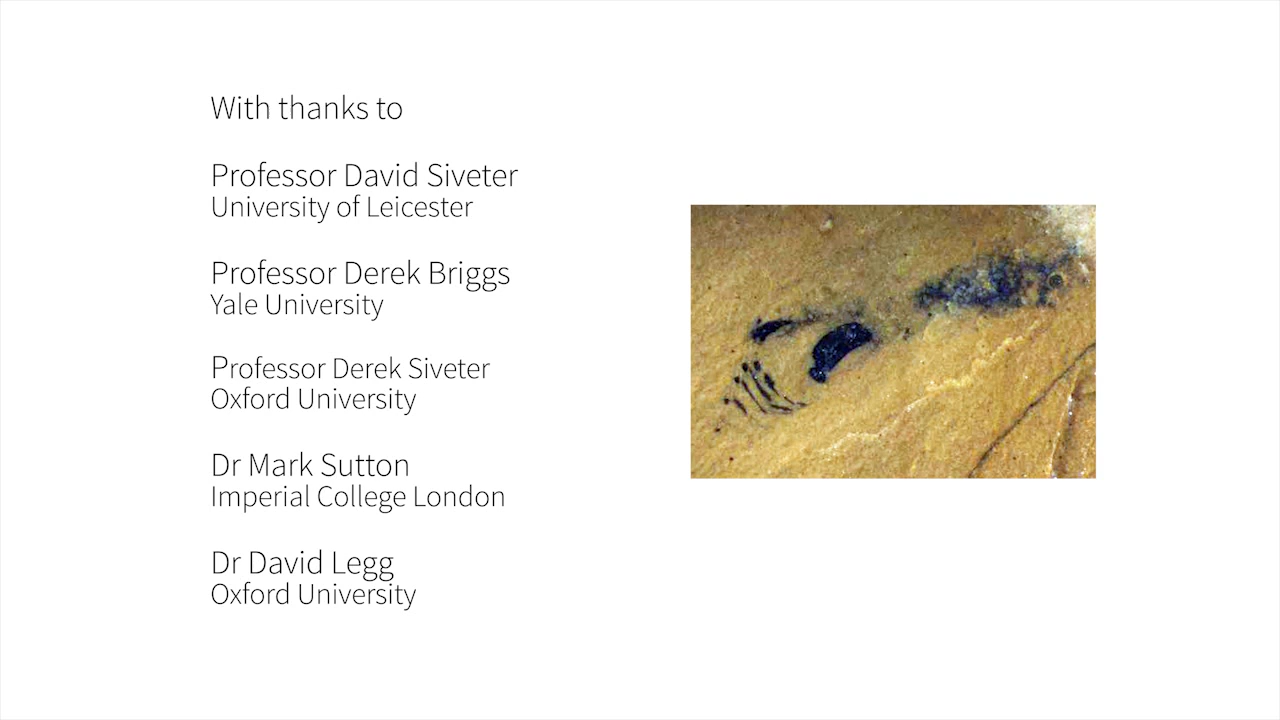 With thanks to
Professor David Siveter
University of Leicester
Professor Derek Briggs
Yale University
Professor Derek Siveter
Oxford University
Dr Mark Sutton
Imperial College London
Dr David Legg
Oxford University